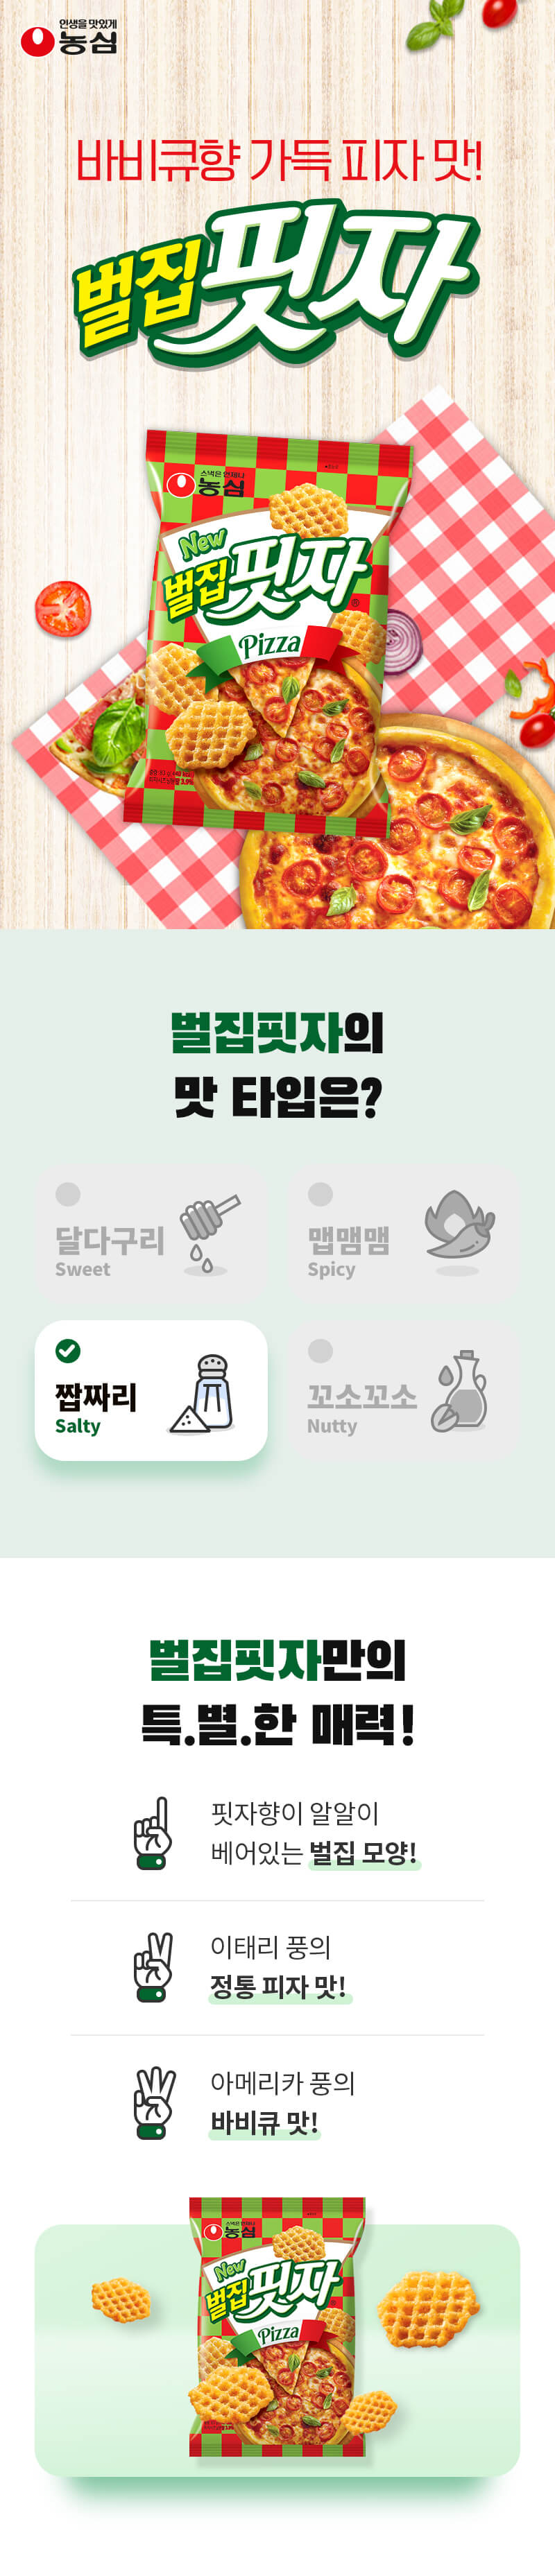 인생을 맛있게
농심
바비큐향 가득 피자 맛!
벌집핏자
스낵은 언제나
농심
New
벌집핏자
®
Pizza
벌집핏자의
맛 타입은?
달다구리
Sweet
맵맴맴
Spicy
짭짜리
Salty
꼬소꼬소
Nutty
벌집핏자만의
특.별.한 매력!
핏자향이 알알이
베어있는 벌집 모양!
이태리 풍의
정통 피자 맛!
아메리카 풍의
바비큐 맛!
스낵은 언제나
농심
New
벌집핏자
Pizza